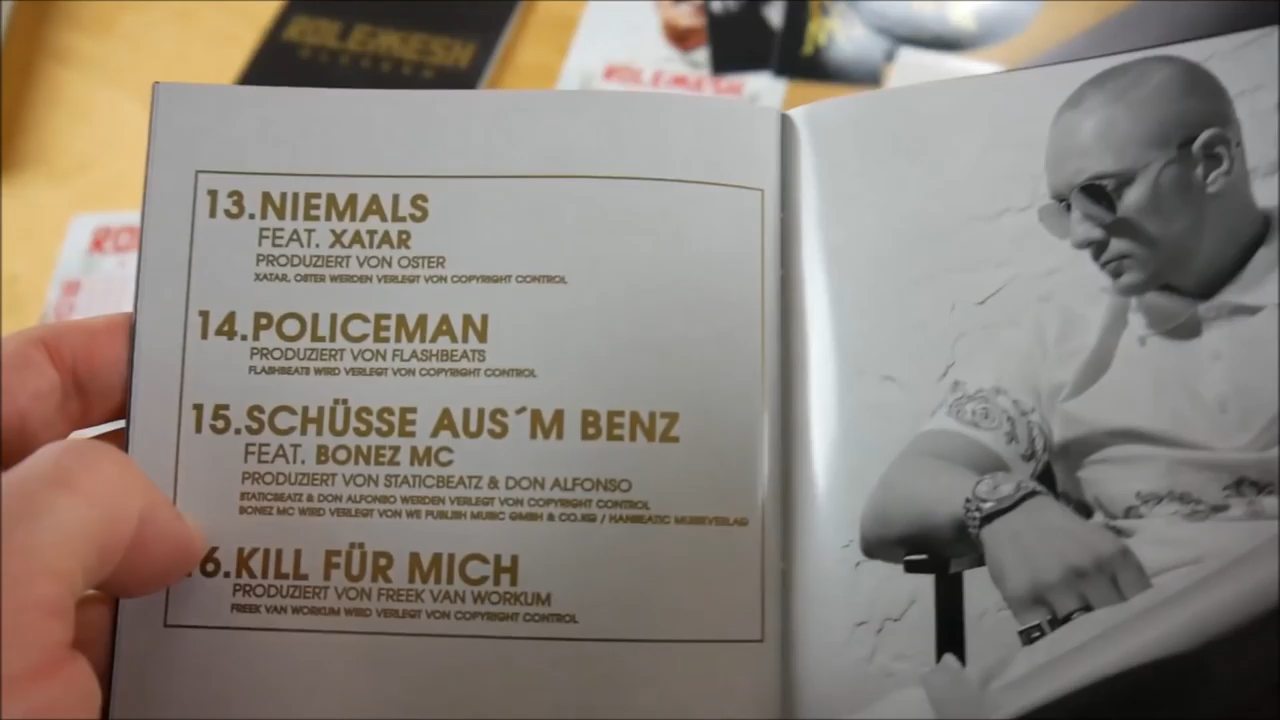 ROLEMESH
13.NIEMALS
FEAT. XATAR
PRODUZIERT VON OSTER
XATAR, OSTER WERDEN VERLEGT VON COPYRIGHT CONTROL
14.POLICEMAN
PRODUZIERT VON FLASHBEATS
FLASHBEATS WIRD VERLEGT VON COPYRIGHT CONTROL
15.SCHÜSSE AUS´M BENZ
FEAT. BONEZ MC
PRODUZIERT VON STATICBEATZ & DON ALFONSO
STATICBEATZ & DON ALFONSO WERDEN VERLEGT VON COPYRIGHT CONTROL
BONEZ MC WIRD VERLEGT VON WE PUBLISH MUSIC GMBH & CO.KG / HANSEATIC MUSIKVERLAG
6.KILL FÜR MICH
PRODUZIERT VON FREEK VAN WORKUM
FREEK VAN WORKUM WIRD VERLEGT VON COPYRIGHT CONTROL